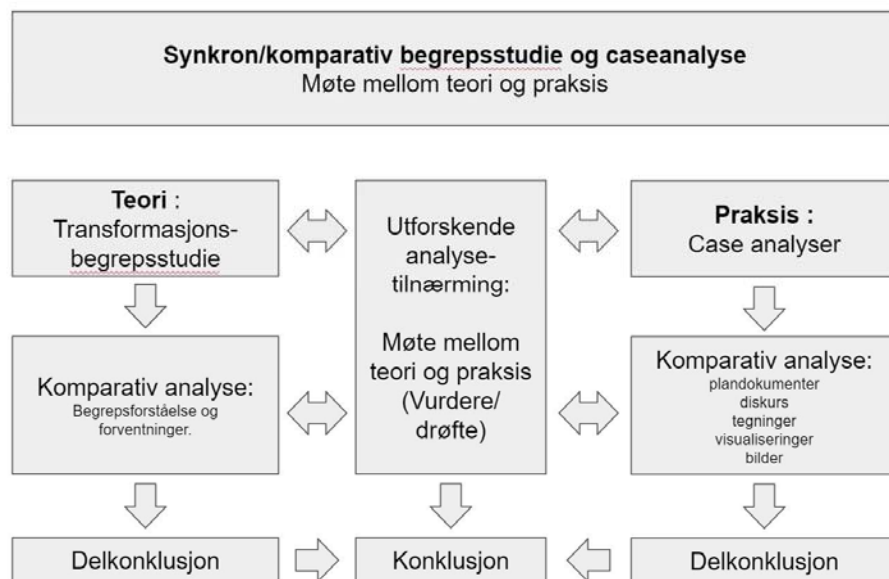 Synkron/komparativ begrepsstudie og caseanalyse
Møte mellom teori og praksis
Teori :
Transformasjons-
begrepsstudie
Utforskende
analyse-
tilnærming:
Møte mellom
teori og praksis
(Vurdere/
drøfte)
Praksis :
Case analyser
Komparativ analyse:
Begrepsforståelse og
forventninger.
Komparativ analyse:
plandokumenter
diskurs
tegninger
visualiseringer
bilder
Delkonklusjon
Konklusjon
Delkonklusjon